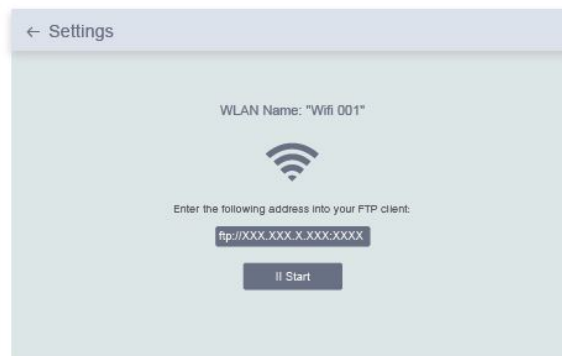 ← Settings
WLAN Name: "Wifi 001"
Enter the following address into your FTP client:
ftp://XXX.XXX.X.XXX:XXXX
II Start